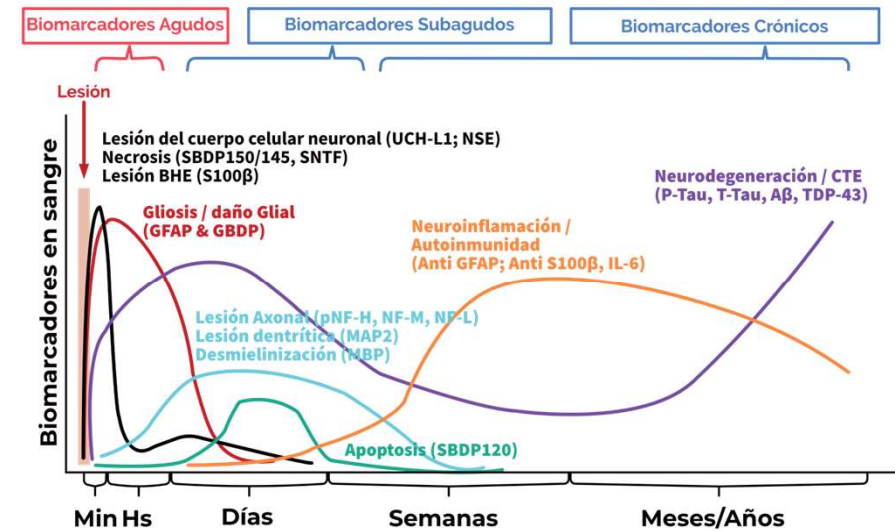 Biomarcadores Agudos
Biomarcadores Subagudos
Biomarcadores Crónicos
Lesión
Lesión del cuerpo celular neuronal (UCH-L1; NSE)
Necrosis (SBDP150/145, SNTF)
Lesión BHE (S100β)
Gliosis / daño Glial
(GFAP & GBDP)
Neuroinflamación /
Autoinmunidad
(Anti GFAP; Anti S100β, IL-6)
Neurodegeneración / CTE
(P-Tau, T-Tau, Aβ, TDP-43)
Lesión Axonal (pNF-H, NF-M, NF-L)
Lesión dentrítica (MAP2)
Desmielinización (MBP)
Apoptosis (SBDP120)
Biomarcadores en sangre
Min Hs Días Semanas Meses/Años